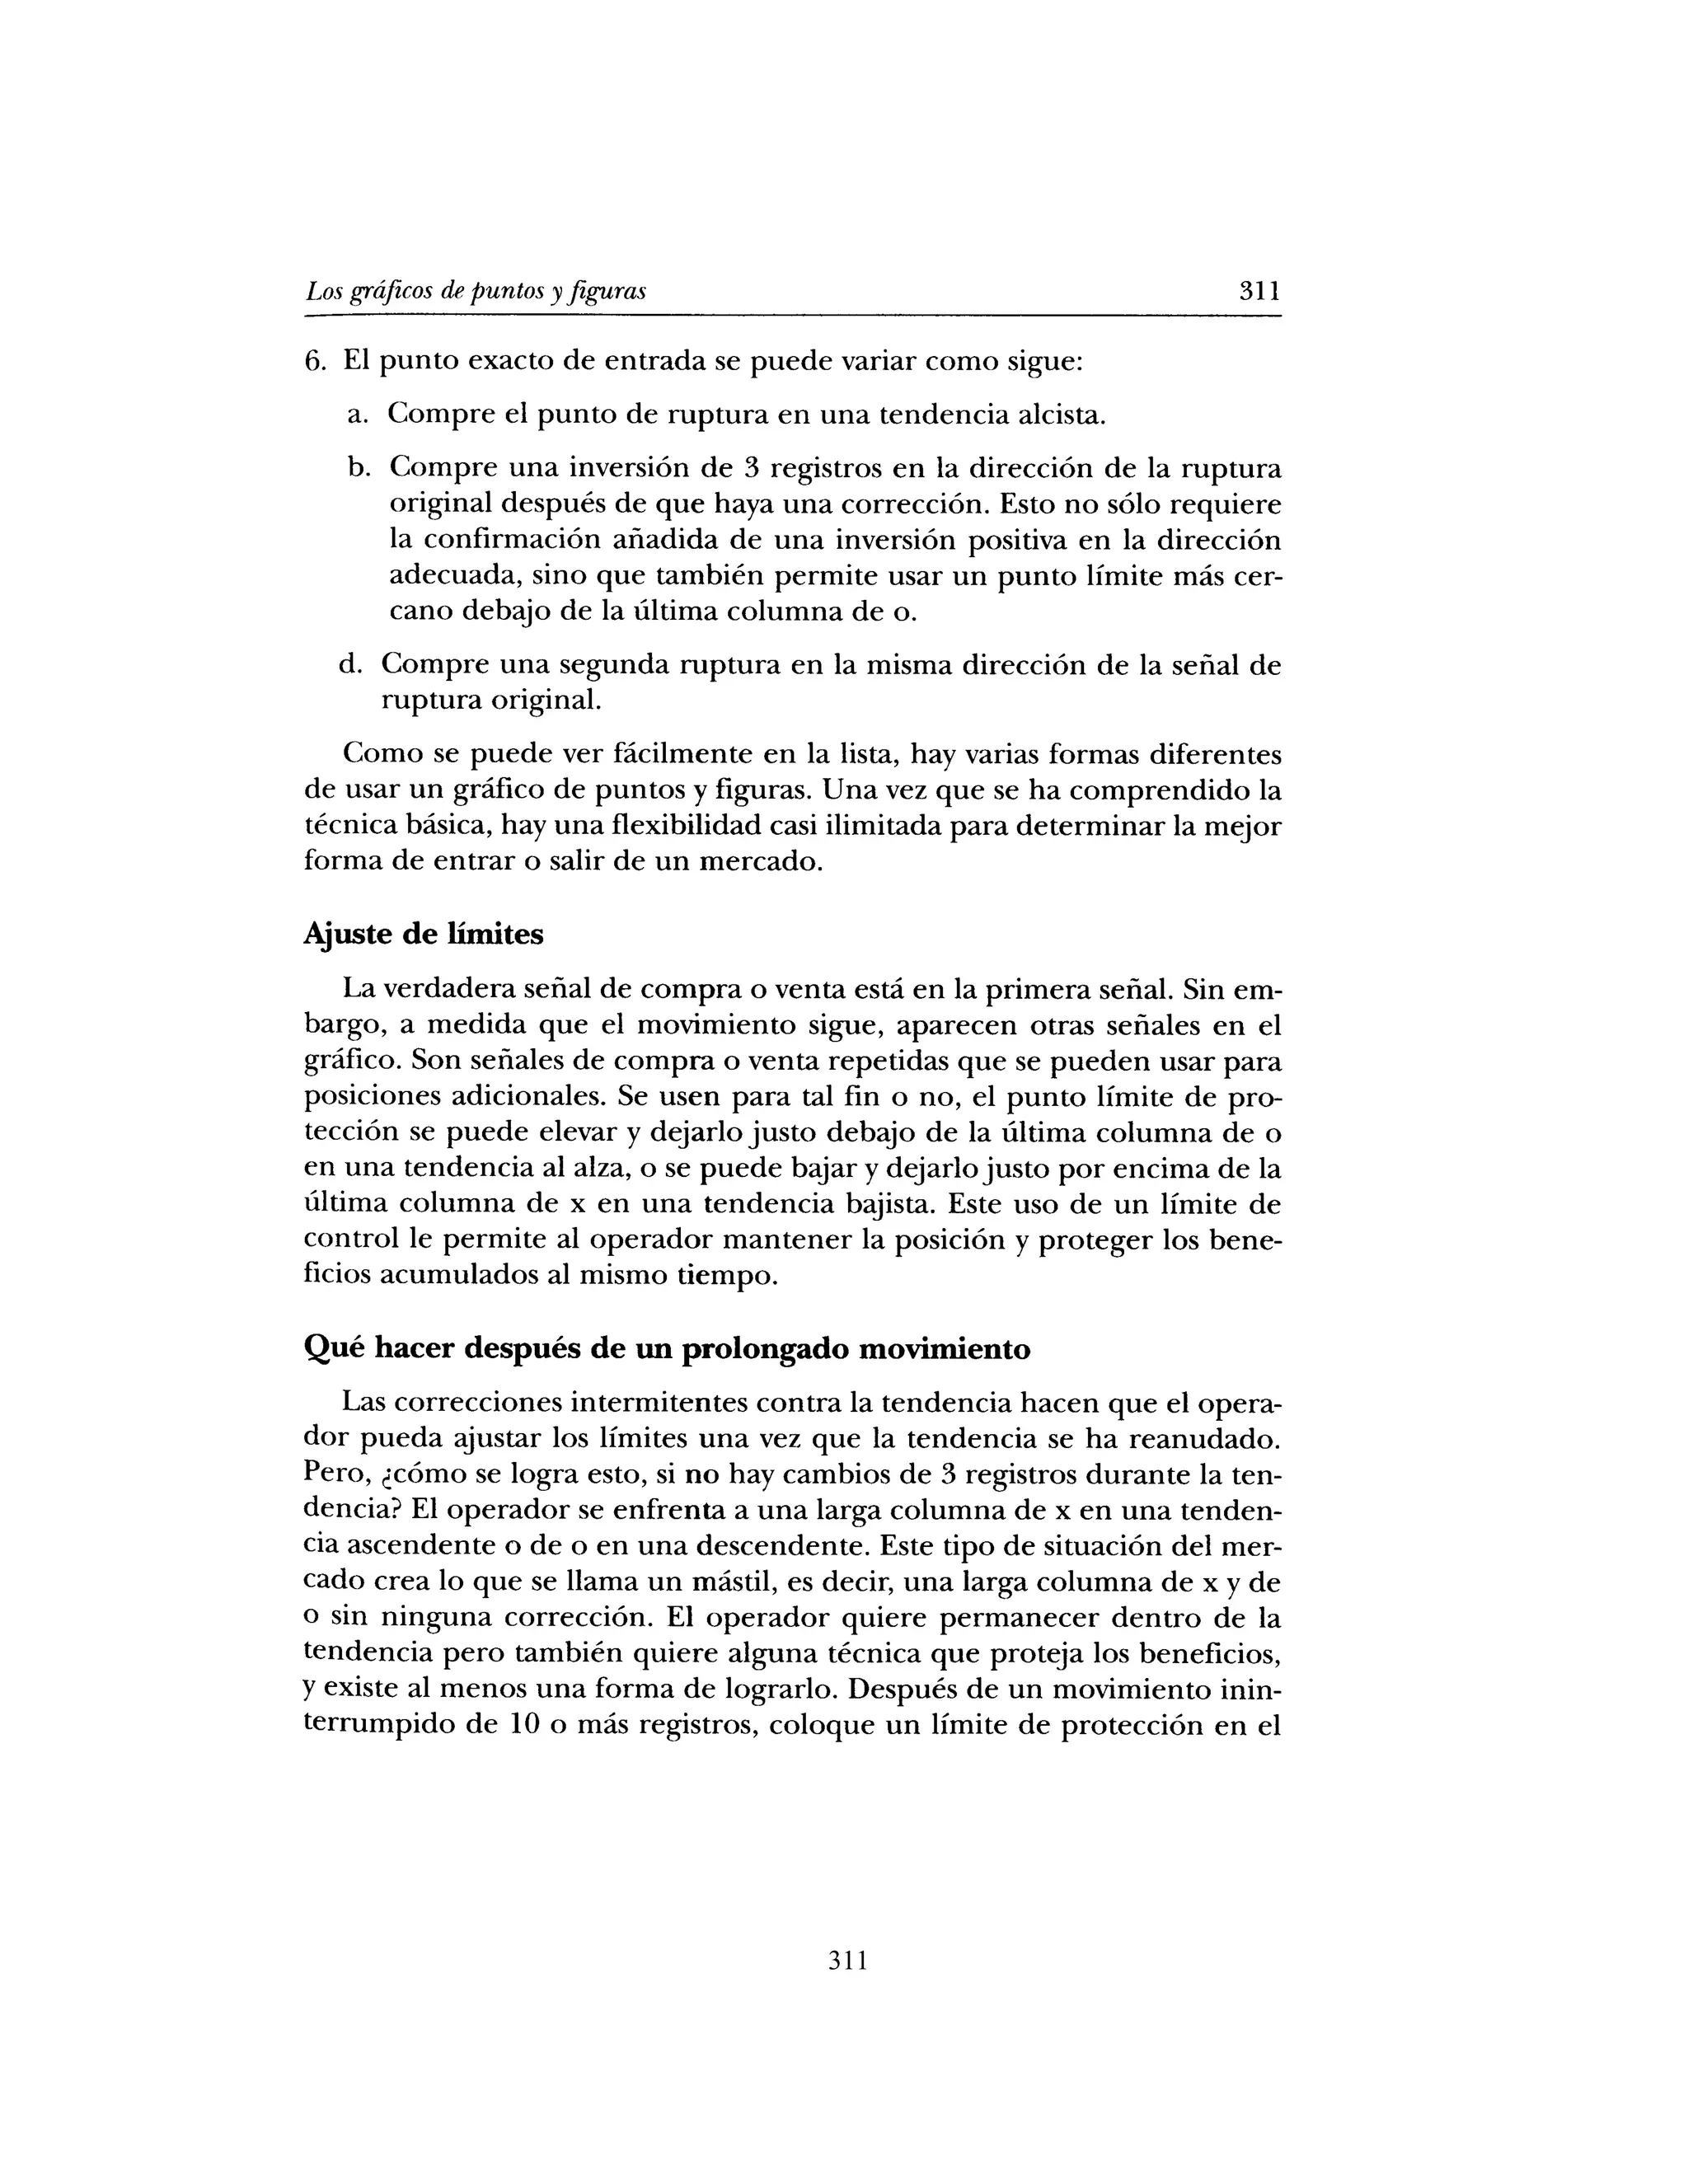 Los gráficos de puntos y figuras 311
6. El punto exacto de entrada se puede variar como sigue:
a. Compre el punto de ruptura en una tendencia alcista.
b. Compre una inversión de 3 registros en la dirección de la ruptura
original después de que haya una corrección. Esto no sólo requiere
la confirmación añadida de una inversión positiva en la dirección
adecuada, sino que también permite usar un punto límite más cer-
cano debajo de la última columna de o.
d. Compre una segunda ruptura en la misma dirección de la señal de
ruptura original.
Como se puede ver fácilmente en la lista, hay varias formas diferentes
de usar un gráfico de puntos y figuras. Una vez que se ha comprendido la
técnica básica, hay una flexibilidad casi ilimitada para determinar la mejor
forma de entrar o salir de un mercado.
Ajuste de límites
La verdadera señal de compra o venta está en la primera señal. Sin em-
bargo, a medida que el movimiento sigue, aparecen otras señales en el
gráfico. Son señales de compra o venta repetidas que se pueden usar para
posiciones adicionales. Se usen para tal fin o no, el punto límite de pro-
tección se puede elevar y dejarlo justo debajo de la última columna de o
en una tendencia al alza, o se puede bajar y dejarlo justo por encima de la
última columna de x en una tendencia bajista. Este uso de un límite de
control le permite al operador mantener la posición y proteger los bene-
ficios acumulados al mismo tiempo.
Qué hacer después de un prolongado movimiento
Las correcciones intermitentes contra la tendencia hacen que el opera-
dor pueda ajustar los límites una vez que la tendencia se ha reanudado.
Pero, ¿cómo se logra esto, si no hay cambios de 3 registros durante la ten-
dencia? El operador se enfrenta a una larga columna de x en una tenden-
cia ascendente o de o en una descendente. Este tipo de situación del mer-
cado crea lo que se llama un mástil, es decir, una larga columna de x y de
o sin ninguna corrección. El operador quiere permanecer dentro de la
tendencia pero también quiere alguna técnica que proteja los beneficios,
y existe al menos una forma de lograrlo. Después de un movimiento inin-
terrumpido de 10 o más registros, coloque un límite de protección en el
311